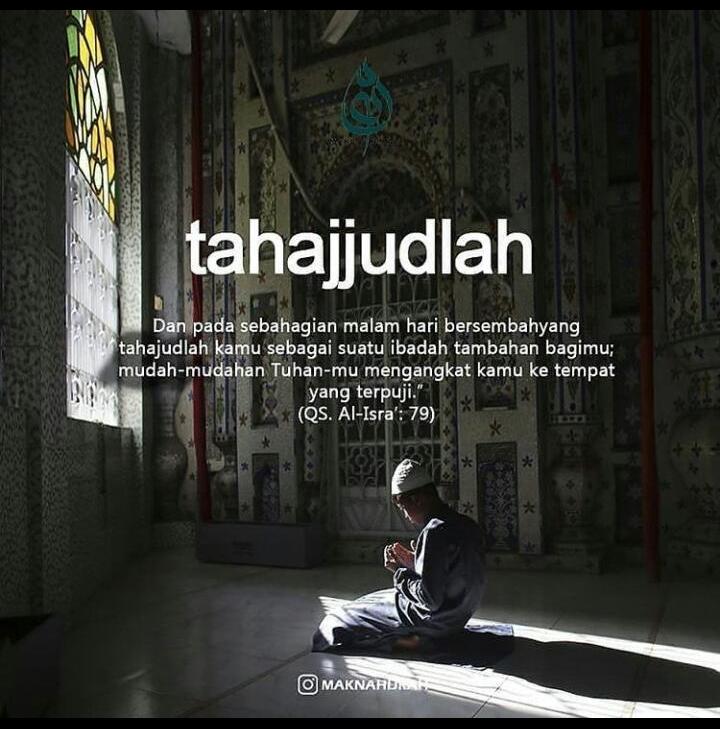 tahajjudlah
Dan pada sebahagian malam hari bersembahyang
tahajudlah kamu sebagai suatu ibadah tambahan bagimu;
mudah-mudahan Tuhan-mu mengangkat kamu ke tempat
yang terpuji."
(QS. Al-Isra': 79)